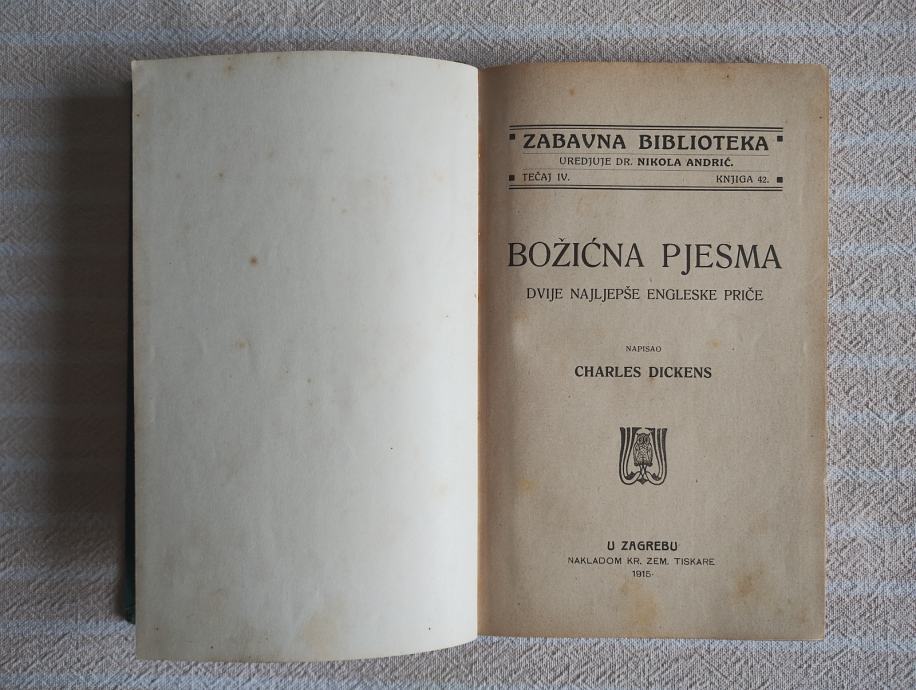 ZABAVNA BIBLIOTEKA
UREDJUJE DR. NIKOLA ANDRIĆ.
TEČAJ IV. KNJIGA 42.
BOŽIĆNA PJESMA
DVIJE NAJLJEPŠE ENGLESKE PRIČE
NAPISAO
CHARLES DICKENS
U ZAGREBU
NAKLADOM KR. ZEM. TISKARE
1915·